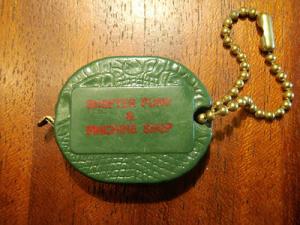 SHAFTER PUMP
&
MACHINE SHOP